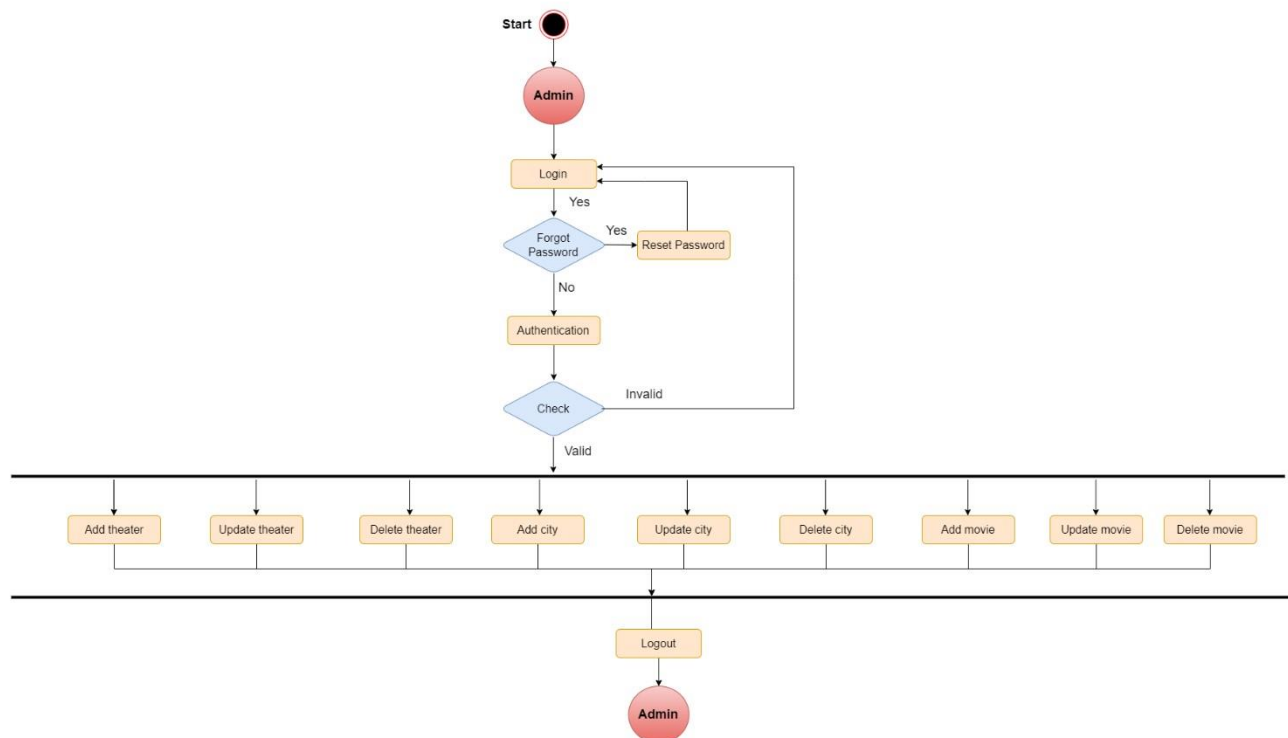 Start
Admin
Login
Yes
Forgot
Password
Yes
Reset Password
No
Authentication
Check
Invalid
Valid
Add theater
Update theater
Delete theater
Add city
Update city
Delete city
Add movie
Update movie
Delete movie
Logout
Admin